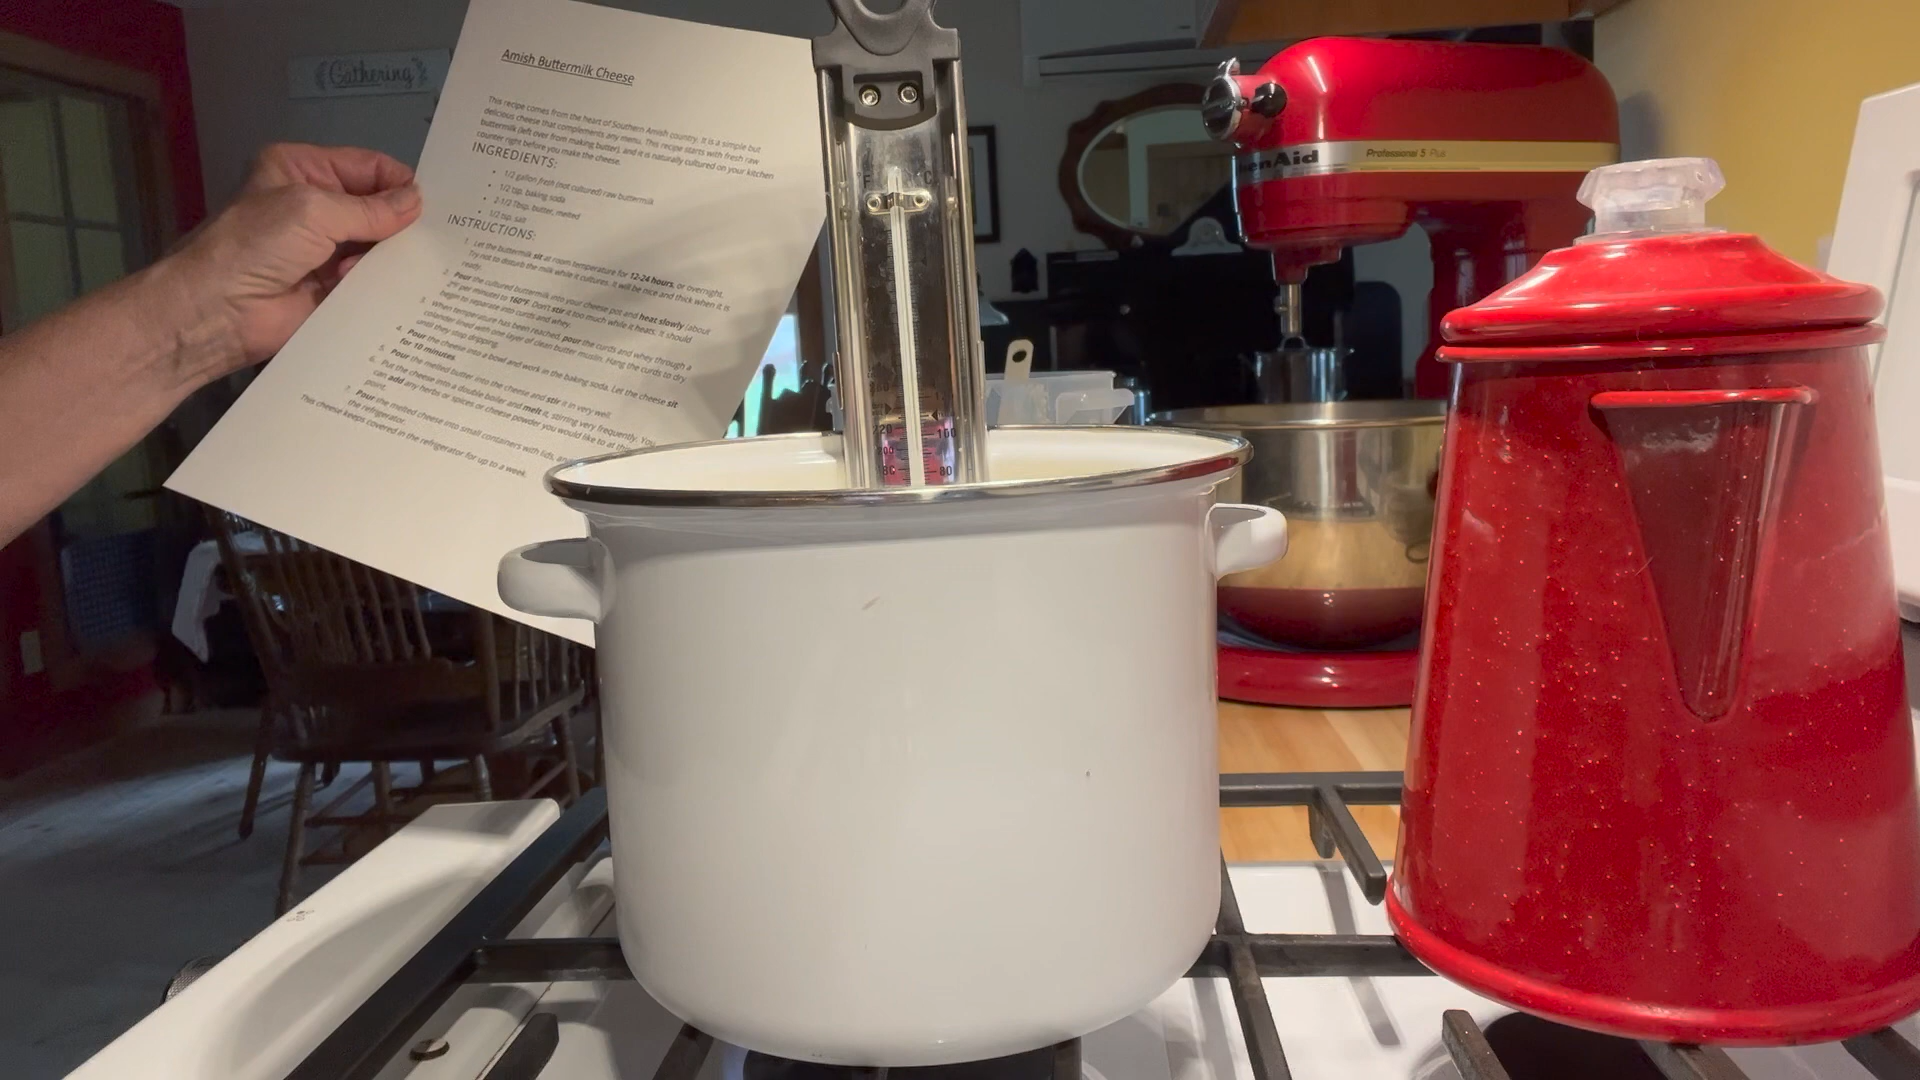 Gathering
Amish Buttermilk Cheese
This recipe comes from the heart of Southern Amish country. It is a simple but
delicious cheese that complements any menu. This recipe starts with fresh raw
buttermilk (left over from making butter), and it is naturally cultured on your kitchen
counter right before you make the cheese.
INGREDIENTS:
1/2 gallon fresh (not cultured) raw buttermilk
1/2 tsp. baking soda
2-1/2 Tbsp. butter, melted
1/2 tsp. salt
INSTRUCTIONS:
1. Let the buttermilk sit at room temperature for 12-24 hours, or overnight.
Try not to disturb the milk while it cultures. It will be nice and thick when it is
ready.
2. Pour the cultured buttermilk into your cheese pot and heat slowly (about
2°F per minute) to 160°F. Don't stir it too much while it heats. It should
begin to separate into curds and whey.
3. When temperature has been reached, pour the curds and whey through a
colander lined with one layer of clean butter muslin. Hang the curds to dry
until they stop dripping.
4. Pour the cheese into a bowl and work in the baking soda. Let the cheese sit
for 10 minutes.
5. Pour the melted butter into the cheese and stir it in very well.
6. Put the cheese into a double boiler and melt it, stirring very frequently. You
can add any herbs or spices or cheese powder you would like to at this
point.
7. Pour the melted cheese into small containers with lids, and
the refrigerator.
This cheese keeps covered in the refrigerator for up to a week.
F C
220 100
200
180 80
enAid Professional 5 Plus